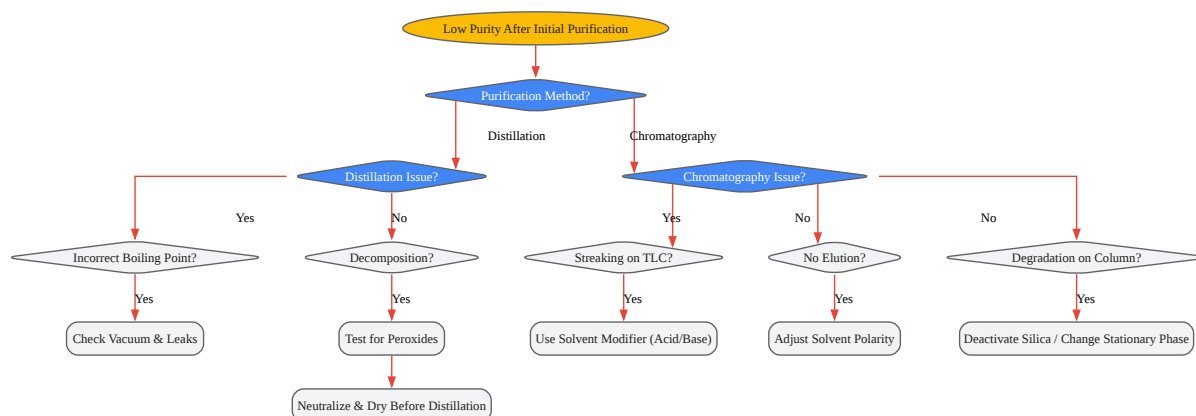 Low Purity After Initial Purification
Purification Method?
Distillation
Chromatography
Distillation Issue?
Chromatography Issue?
Yes
No
Yes
No
No
Incorrect Boiling Point?
Decomposition?
Streaking on TLC?
No Elution?
Degradation on Column?
Yes
Yes
Yes
Yes
Yes
Check Vacuum & Leaks
Test for Peroxides
Use Solvent Modifier (Acid/Base)
Adjust Solvent Polarity
Deactivate Silica / Change Stationary Phase
Neutralize & Dry Before Distillation